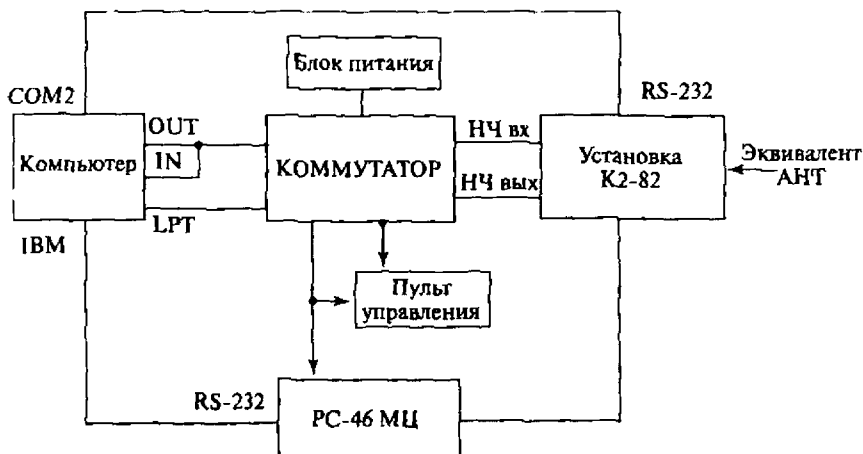 Блок питания
COM2
RS-232
OUT
НЧ вх
Компьютер
IN
КОММУТАТОР
Установка
К2-82
Эквивалент
АНТ
НЧ вых
LPT
IBM
Пульт
управления
RS-232
РС-46 МЦ